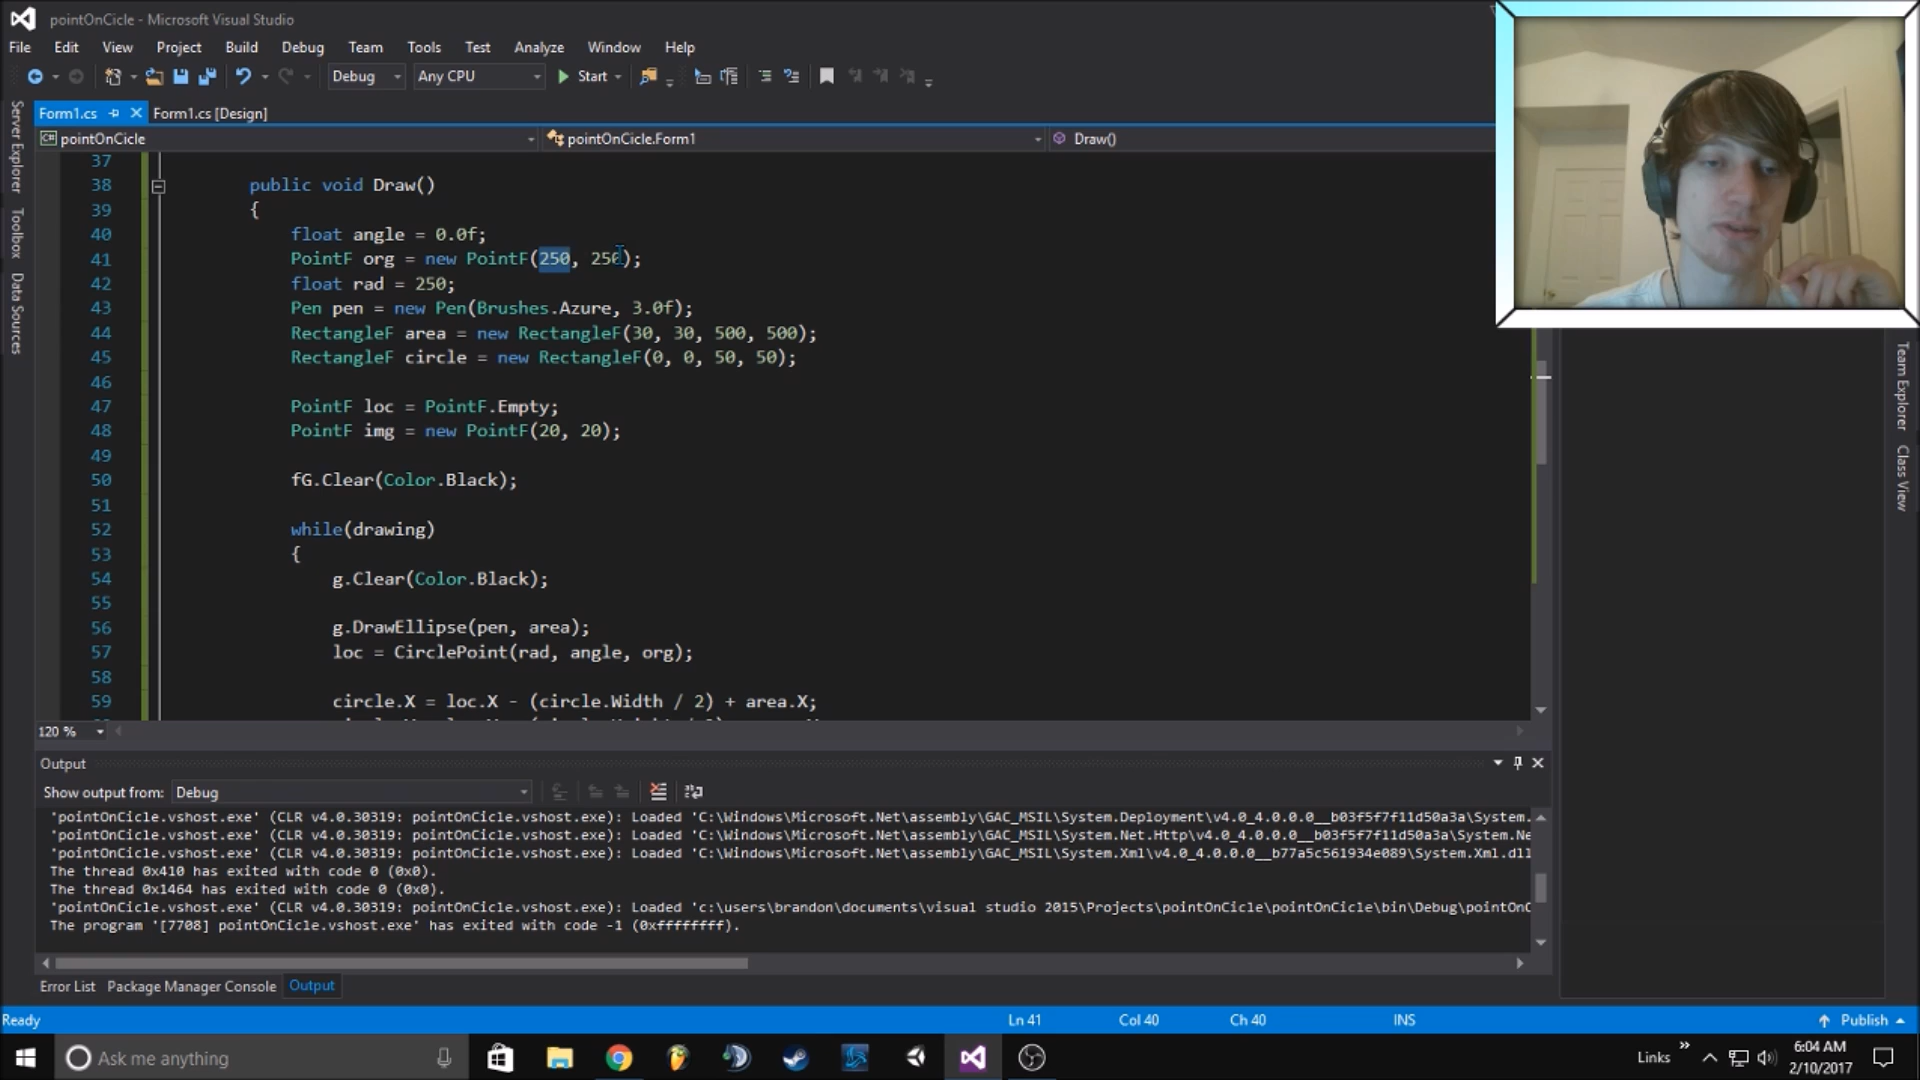 pointOnCicle - Microsoft Visual Studio
File Edit View Project Build Debug Team Tools Test Analyze Window Help
Debug Any CPU Start
Form1.cs Form1.cs [Design]
pointOnCicle pointOnCicle.Form1 Draw()
Server Explorer
Toolbox
Data Sources
37
38 public void Draw()
39 {
40 float angle = 0.0f;
41 PointF org = new PointF(250, 250);
42 float rad = 250;
43 Pen pen = new Pen(Brushes.Azure, 3.0f);
44 RectangleF area = new RectangleF(30, 30, 500, 500);
45 RectangleF circle = new RectangleF(0, 0, 50, 50);
46
47 PointF loc = PointF.Empty;
48 PointF img = new PointF(20, 20);
49
50 fG.Clear(Color.Black);
51
52 while(drawing)
53 {
54 g.Clear(Color.Black);
55
56 g.DrawEllipse(pen, area);
57 loc = CirclePoint(rad, angle, org);
58
59 circle.X = loc.X - (circle.Width / 2) + area.X;
120 %
Team Explorer
Class View
Output
Show output from: Debug
'pointOnCicle.vshost.exe' (CLR v4.0.30319: pointOnCicle.vshost.exe): Loaded 'C:\Windows\Microsoft.Net\assembly\GAC_MSIL\System.Deployment\v4.0_4.0.0.0__b03f5f7f11d50a3a\System.
'pointOnCicle.vshost.exe' (CLR v4.0.30319: pointOnCicle.vshost.exe): Loaded 'C:\Windows\Microsoft.Net\assembly\GAC_MSIL\System.Net.Http\v4.0_4.0.0.0__b03f5f7f11d50a3a\System.Ne
'pointOnCicle.vshost.exe' (CLR v4.0.30319: pointOnCicle.vshost.exe): Loaded 'C:\Windows\Microsoft.Net\assembly\GAC_MSIL\System.Xml\v4.0_4.0.0.0__b77a5c561934e089\System.Xml.dll
The thread 0x410 has exited with code 0 (0x0).
The thread 0x1464 has exited with code 0 (0x0).
'pointOnCicle.vshost.exe' (CLR v4.0.30319: pointOnCicle.vshost.exe): Loaded 'c:\users\brandon\documents\visual studio 2015\Projects\pointOnCicle\pointOnCicle\bin\Debug\pointOnC
The program '[7708] pointOnCicle.vshost.exe' has exited with code -1 (0xffffffff).
Error List Package Manager Console Output
Ready Ln 41 Col 40 Ch 40 INS Publish
Ask me anything Links 6:04 AM
2/10/2017